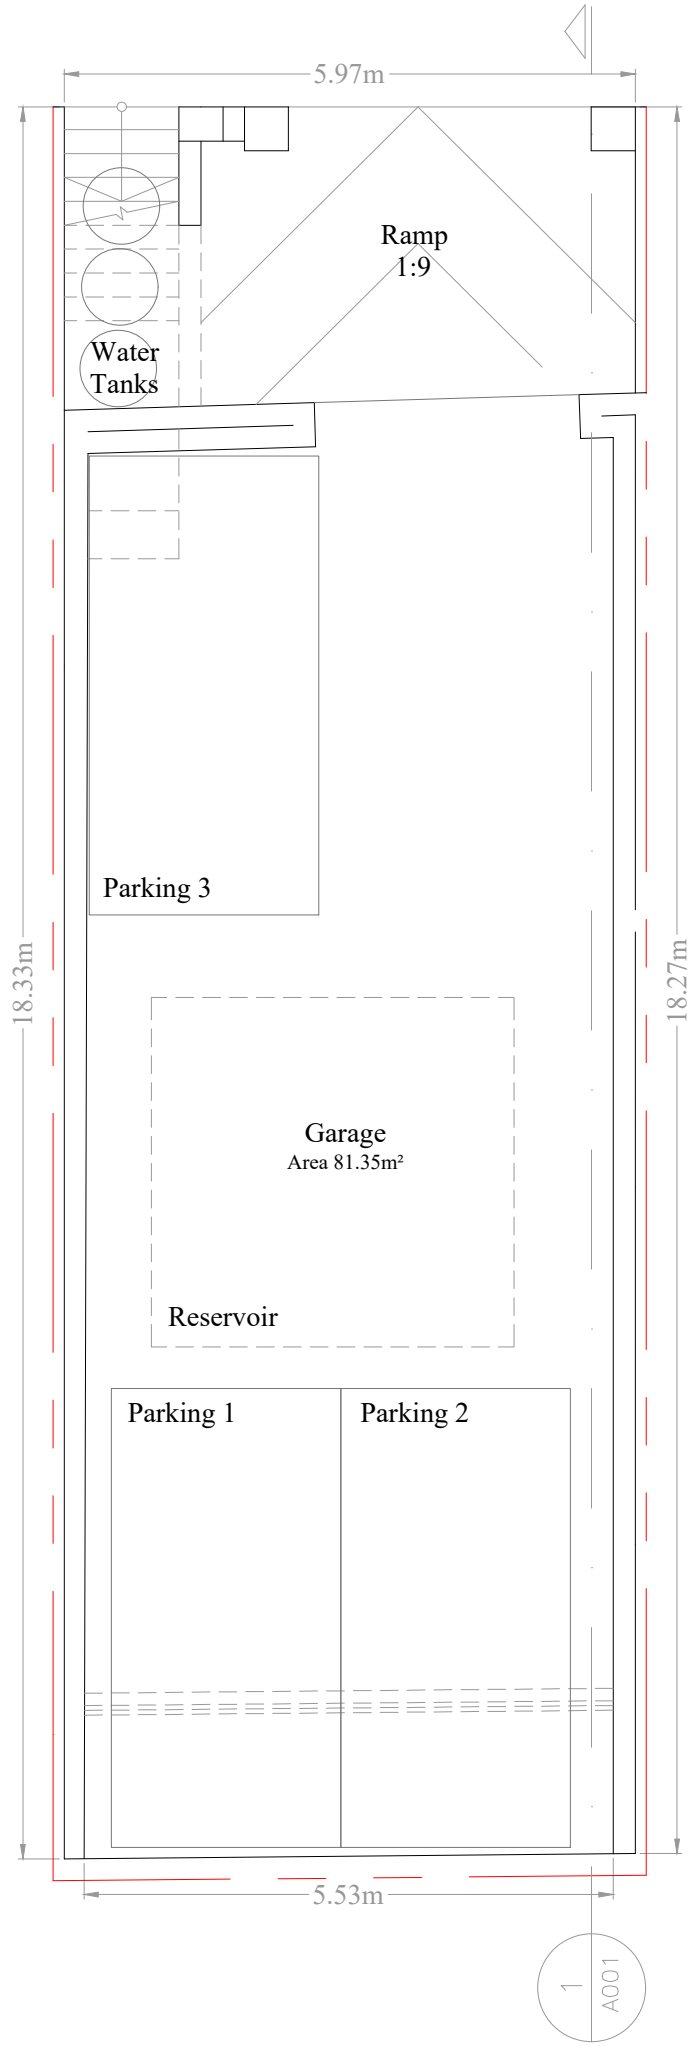 5.97m
Ramp
1:9
Water
Tanks
Parking 3
18.33m
18.27m
Garage
Area 81.35m²
Reservoir
Parking 1
Parking 2
5.53m
1
A001